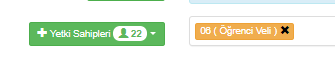 Yetki Sahipleri 22
06 ( Öğrenci Veli )